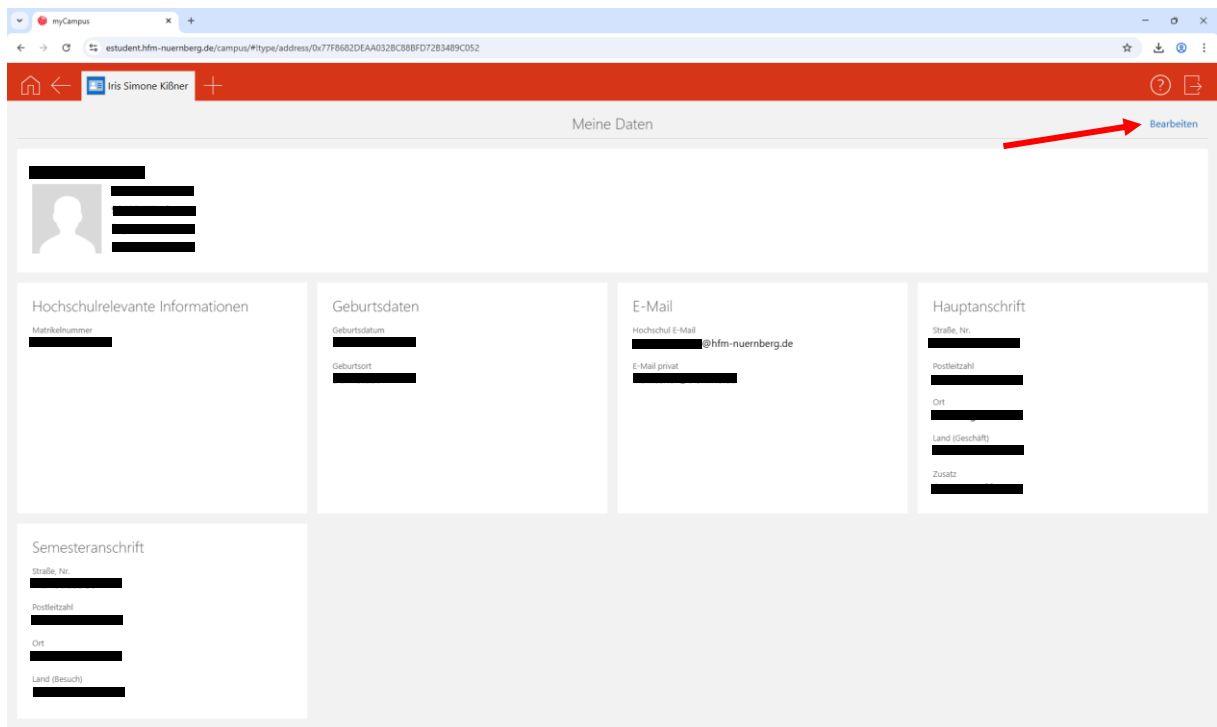 myCampus
estudent.hfm-nuernberg.de/campus/#!type/address/0x77F8682DEAA032BC88BFD72B3489C052
Iris Simone Kißner
Meine Daten
Bearbeiten
Hochschulrelevante Informationen
Matrikelnummer
Geburtsdaten
Geburtsdatum
Geburtsort
E-Mail
Hochschul E-Mail
@hfm-nuernberg.de
E-Mail privat
Hauptanschrift
Straße, Nr.
Postleitzahl
Ort
Land (Geschäft)
Zusatz
Semesteranschrift
Straße, Nr.
Postleitzahl
Ort
Land (Besuch)